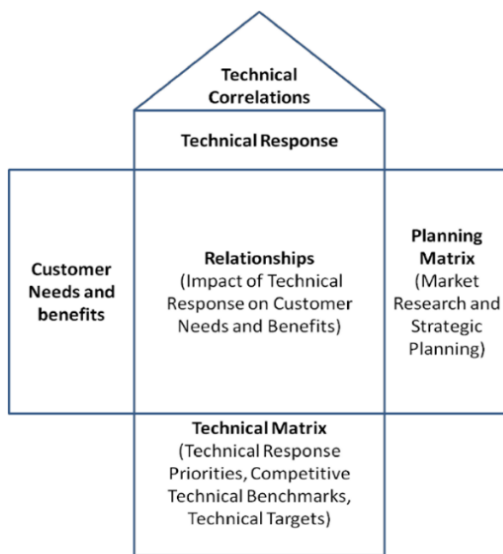 Technical
Correlations
Technical Response
Customer
Needs and
benefits
Relationships
(Impact of Technical
Response on Customer
Needs and Benefits)
Planning
Matrix
(Market
Research and
Strategic
Planning)
Technical Matrix
(Technical Response
Priorities, Competitive
Technical Benchmarks,
Technical Targets)